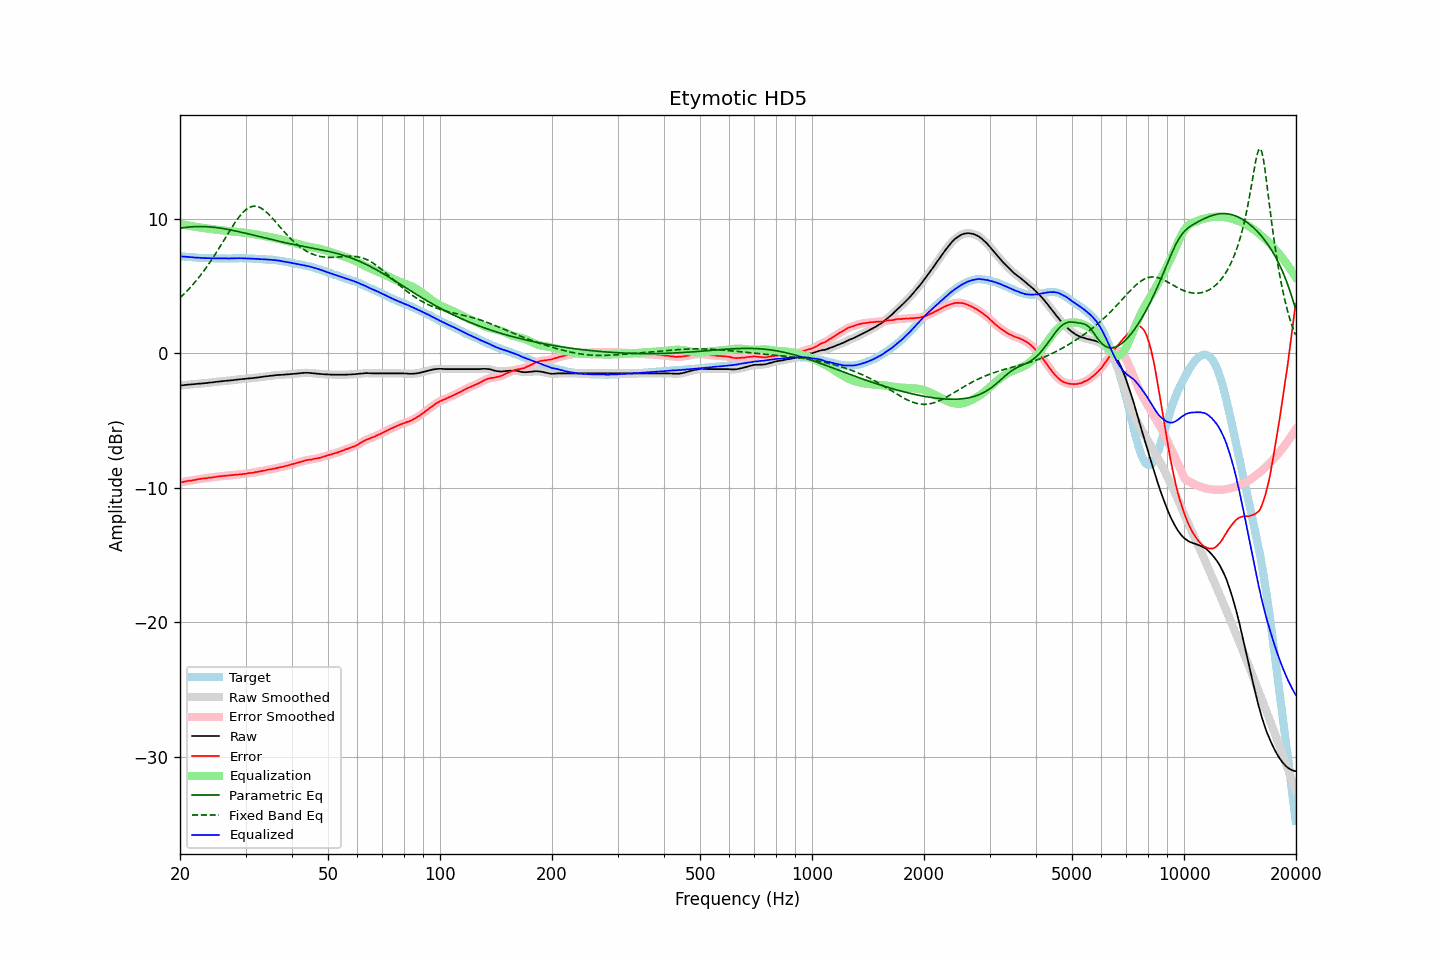 Etymotic HD5
Amplitude (dBr)
10
0
−10
−20
−30
Target
Raw Smoothed
Error Smoothed
Raw
Error
Equalization
Parametric Eq
Fixed Band Eq
Equalized
20 50 100 200 500 1000 2000 5000 10000 20000
Frequency (Hz)